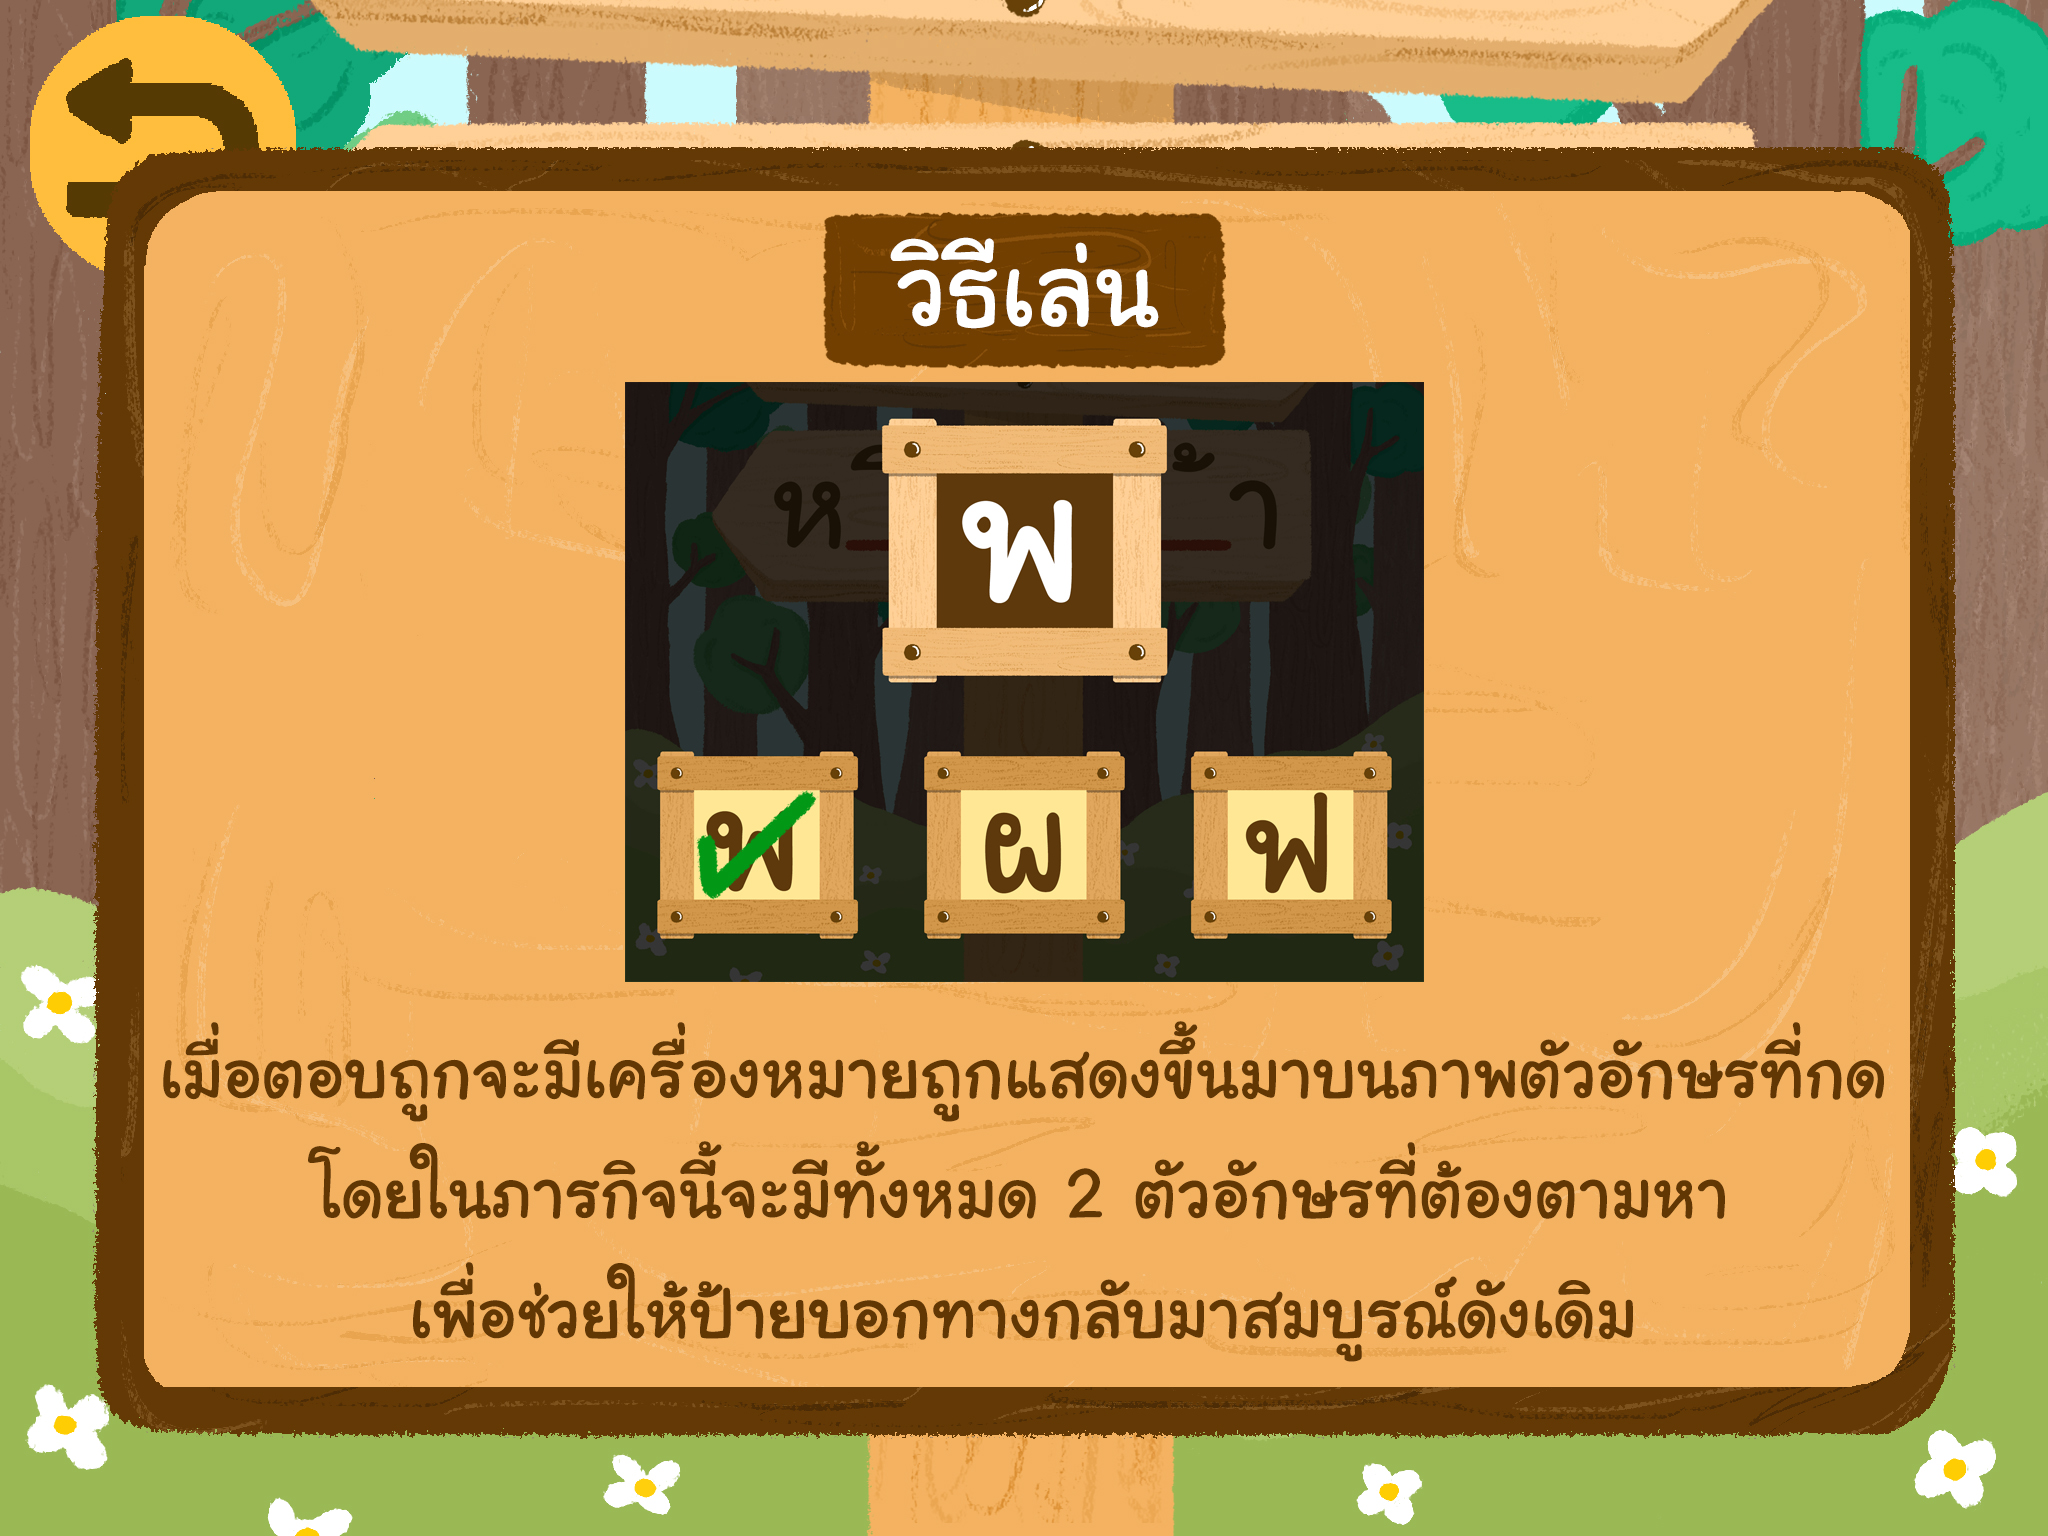 วิธีเล่น
ห
้า
พ
พ
ผ
ฟ
เมื่อตอบถูกจะมีเครื่องหมายถูกแสดงขึ้นมาบนภาพตัวอักษรที่กด
โดยในภารกิจนี้จะมีทั้งหมด 2 ตัวอักษรที่ต้องตามหา
เพื่อช่วยให้ป้ายบอกทางกลับมาสมบูรณ์ดังเดิม